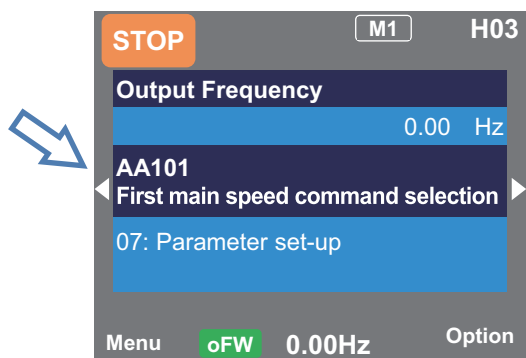 STOP M1 H03
Output Frequency
0.00 Hz
AA101
First main speed command selection
07: Parameter set-up
Menu oFW 0.00Hz Option